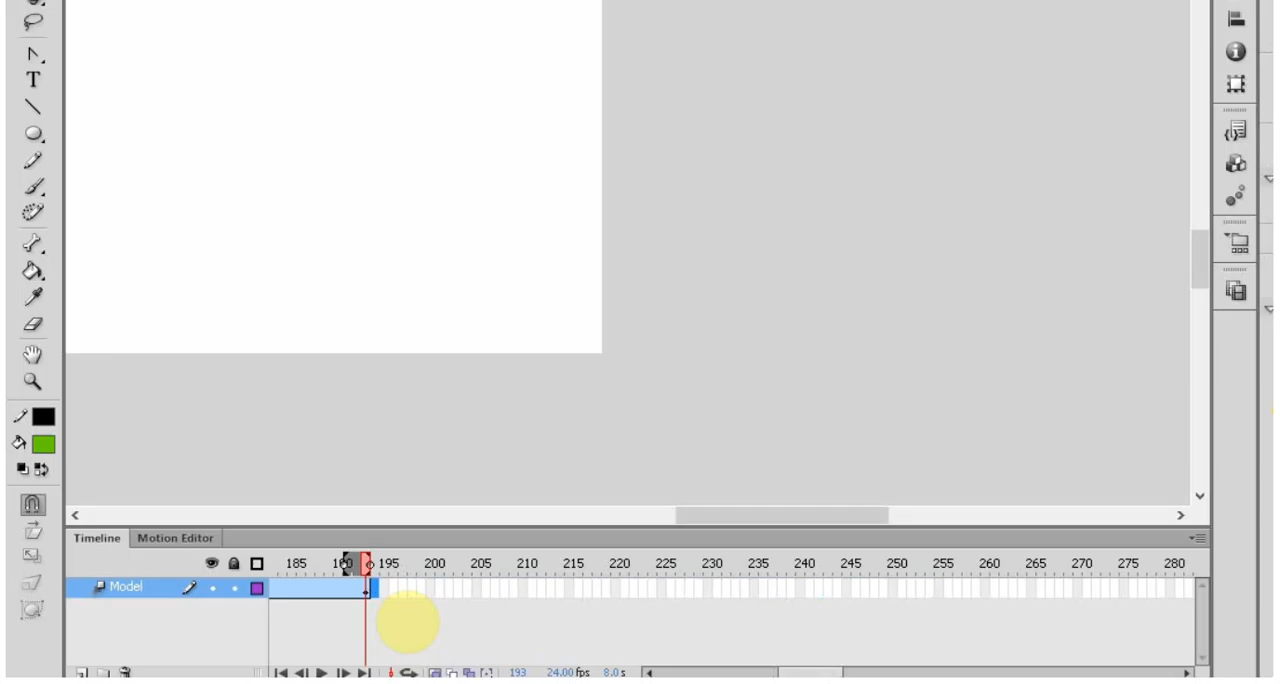 T
Timeline Motion Editor
185 190 195 200 205 210 215 220 225 230 235 240 245 250 255 260 265 270 275 280
Model
193 24.00 fps 8.0 s